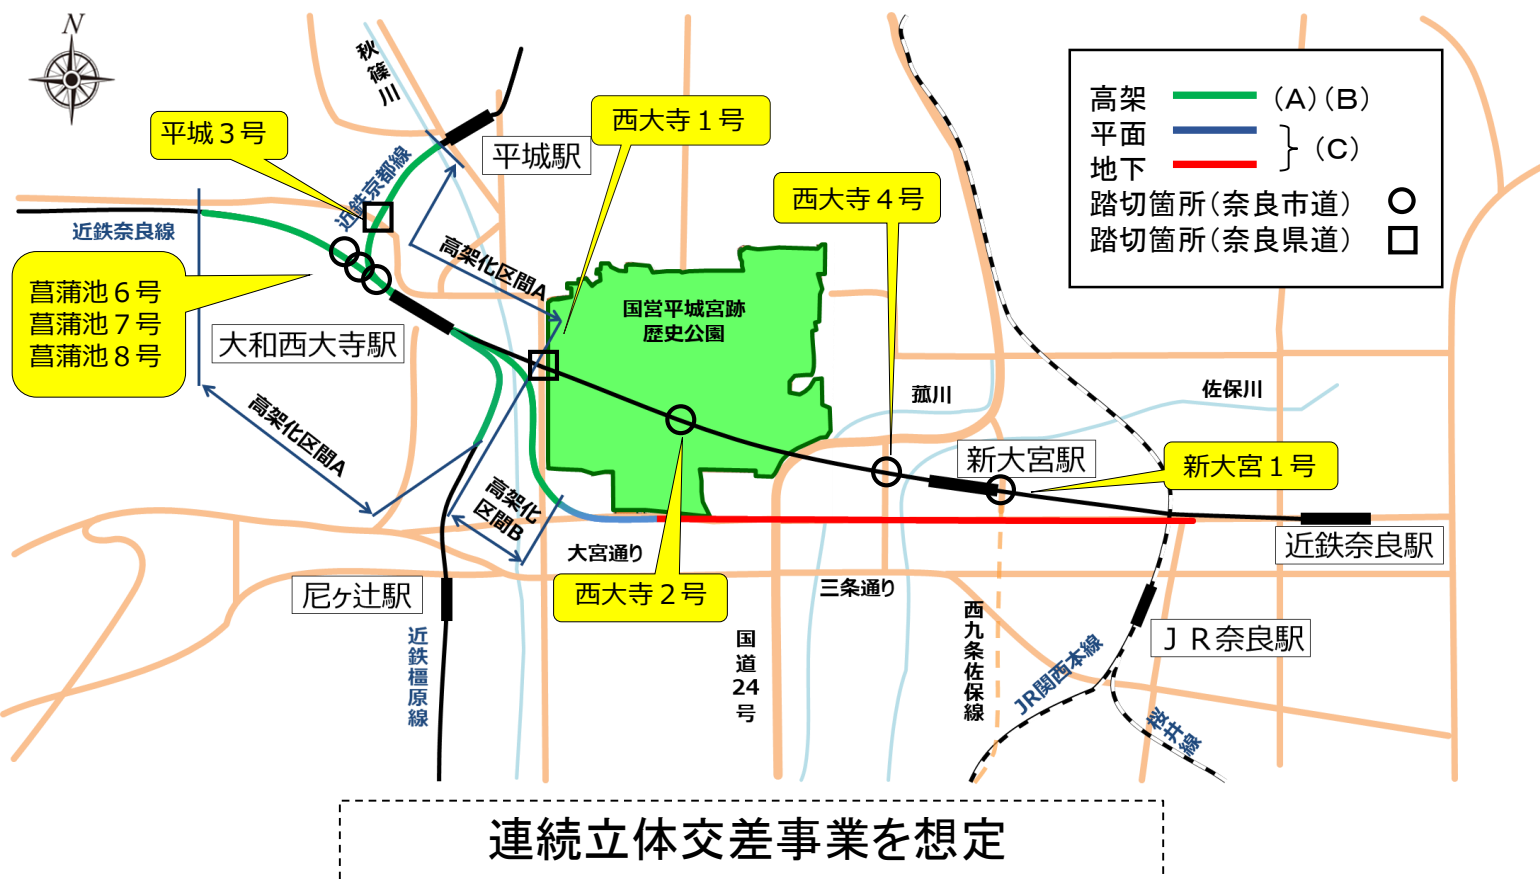 N
秋篠川
西大寺１号
平城３号
平城駅
近鉄京都線
近鉄奈良線
高架化区間A
西大寺４号
高架
(A)(B)
平面
地下
(C)
踏切箇所(奈良市道)
踏切箇所(奈良県道)
菖蒲池６号
菖蒲池７号
菖蒲池８号
大和西大寺駅
国営平城宮跡
歴史公園
高架化区間A
菰川
佐保川
新大宮駅
新大宮１号
高架化
区間B
大宮通り
近鉄奈良駅
尼ヶ辻駅
西大寺２号
三条通り
近鉄橿原線
国道24号
西九条佐保線
JR関西本線
ＪＲ奈良駅
桜井線
連続立体交差事業を想定